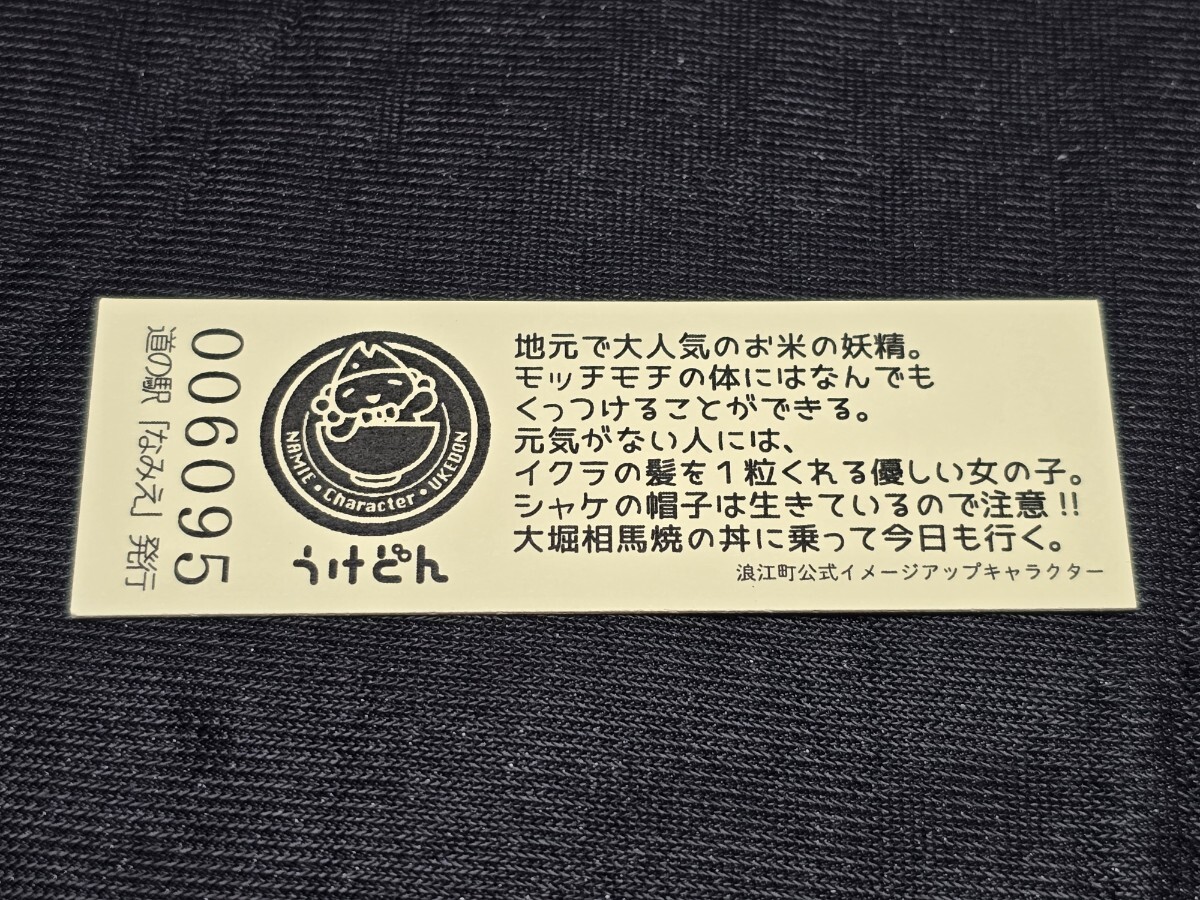 006095
道の駅「なみえ」発行
NAMIE・Character・UKEDON
うけどん
地元で大人気のお米の妖精。
モッチモチの体にはなんでも
くっつけることができる。
元気がない人には、
イクラの髪を1粒くれる優しい女の子。
シャケの帽子は生きているので注意!!
大堀相馬焼の丼に乗って今日も行く。
浪江町公式イメージアップキャラクター